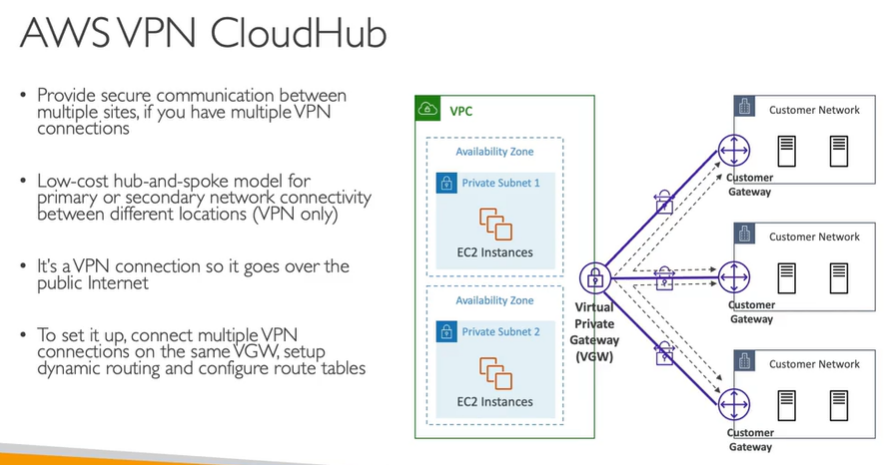 AWS VPN CloudHub
• Provide secure communication between
multiple sites, if you have multiple VPN
connections
• Low-cost hub-and-spoke model for
primary or secondary network connectivity
between different locations (VPN only)
• It's a VPN connection so it goes over the
public Internet
• To set it up, connect multiple VPN
connections on the same VGW, setup
dynamic routing and configure route tables
VPC
Availability Zone
Private Subnet 1
EC2 Instances
Availability Zone
Private Subnet 2
EC2 Instances
Virtual
Private
Gateway
(VGW)
Customer Network
Customer
Gateway
Customer Network
Customer
Gateway
Customer Network
Customer
Gateway